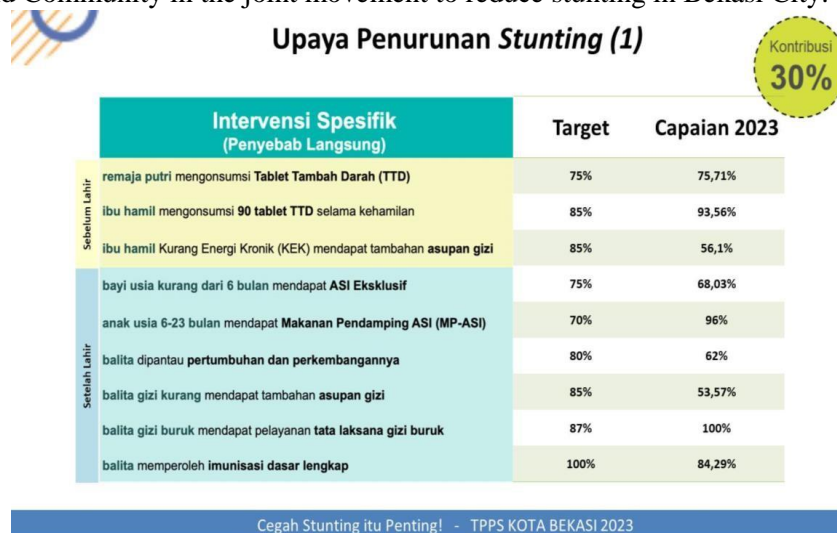 d Community in the joint movement to reduce stunting in Bekasi City.
Upaya Penurunan Stunting (1)
Kontribusi
30%
Intervensi Spesifik
(Penyebab Langsung)
Target
Capaian 2023
Sebelum Lahir
remaja putri mengonsumsi Tablet Tambah Darah (TTD) 75% 75,71%
ibu hamil mengonsumsi 90 tablet TTD selama kehamilan 85% 93,56%
ibu hamil Kurang Energi Kronik (KEK) mendapat tambahan asupan gizi 85% 56,1%
Setelah Lahir
bayi usia kurang dari 6 bulan mendapat ASI Eksklusif 75% 68,03%
anak usia 6-23 bulan mendapat Makanan Pendamping ASI (MP-ASI) 70% 96%
balita dipantau pertumbuhan dan perkembangannya 80% 62%
balita gizi kurang mendapat tambahan asupan gizi 85% 53,57%
balita gizi buruk mendapat pelayanan tata laksana gizi buruk 87% 100%
balita memperoleh imunisasi dasar lengkap 100% 84,29%
Cegah Stunting itu Penting! - TPPS KOTA BEKASI 2023